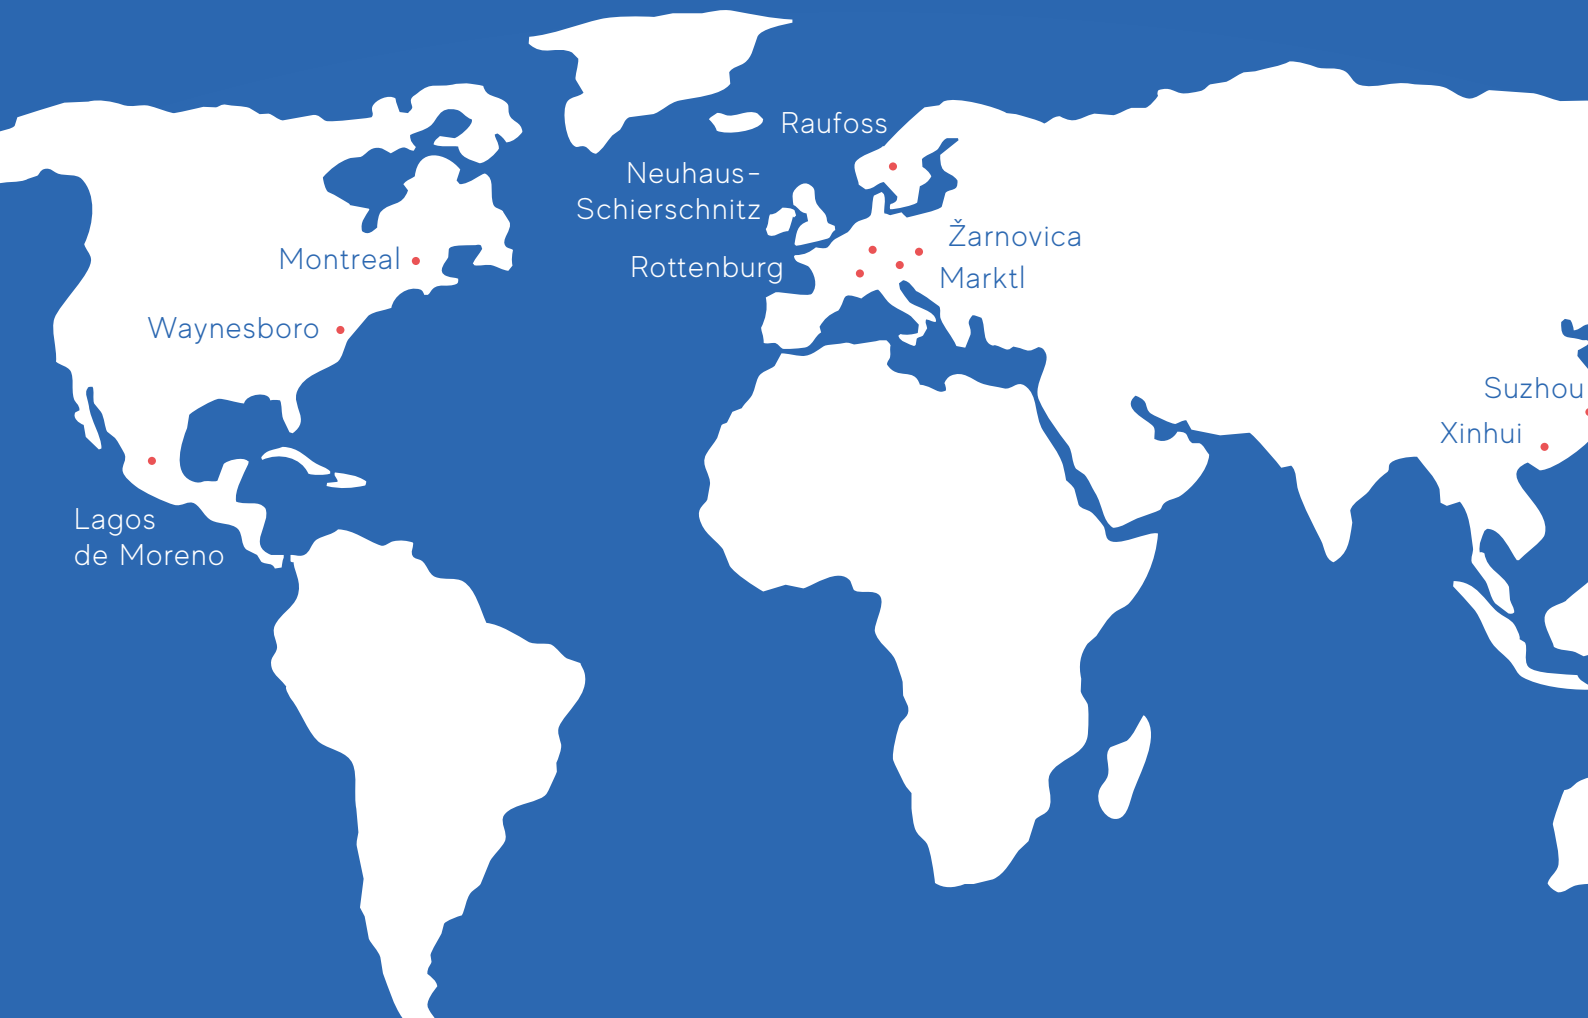 Raufoss
Neuhaus-
Schierschnitz
Žarnovica
Montreal
Rottenburg
Marktl
Waynesboro
Suzhou
Xinhui
Lagos
de Moreno